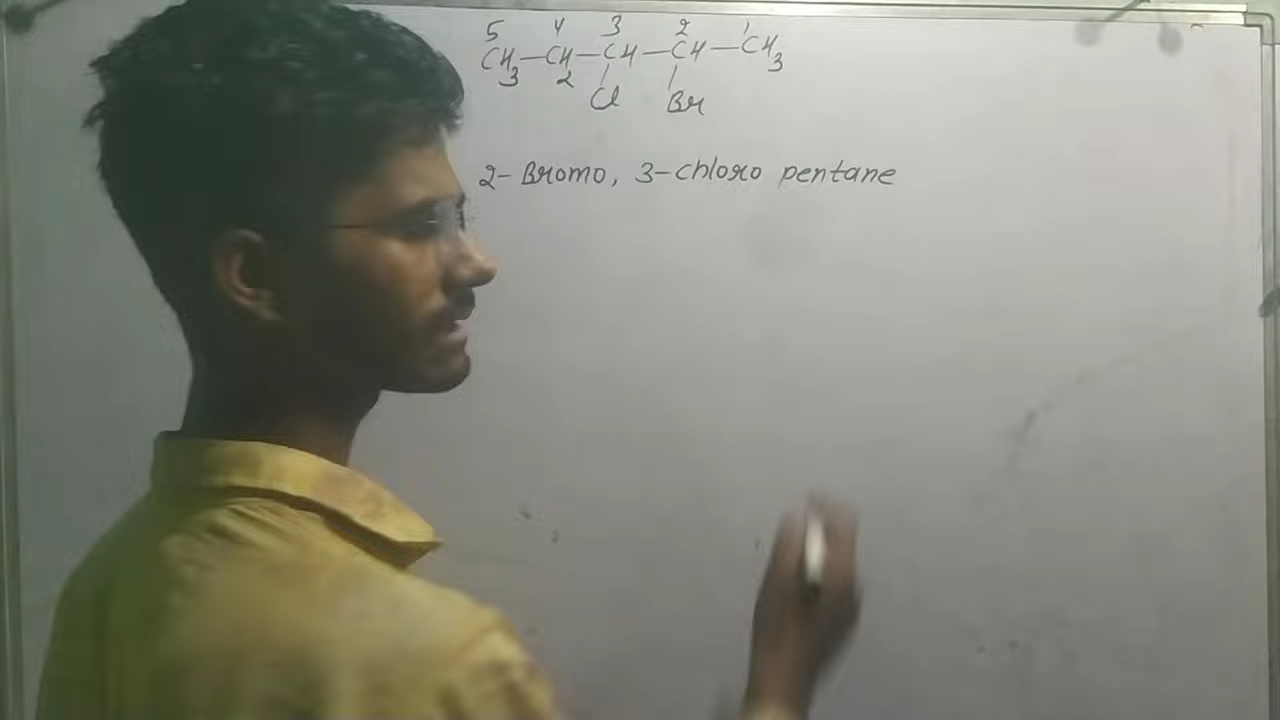 5 4 3 2 1
CH3—CH2—CH—CH—CH3
Cl Br
2- Bromo, 3-chloro pentane